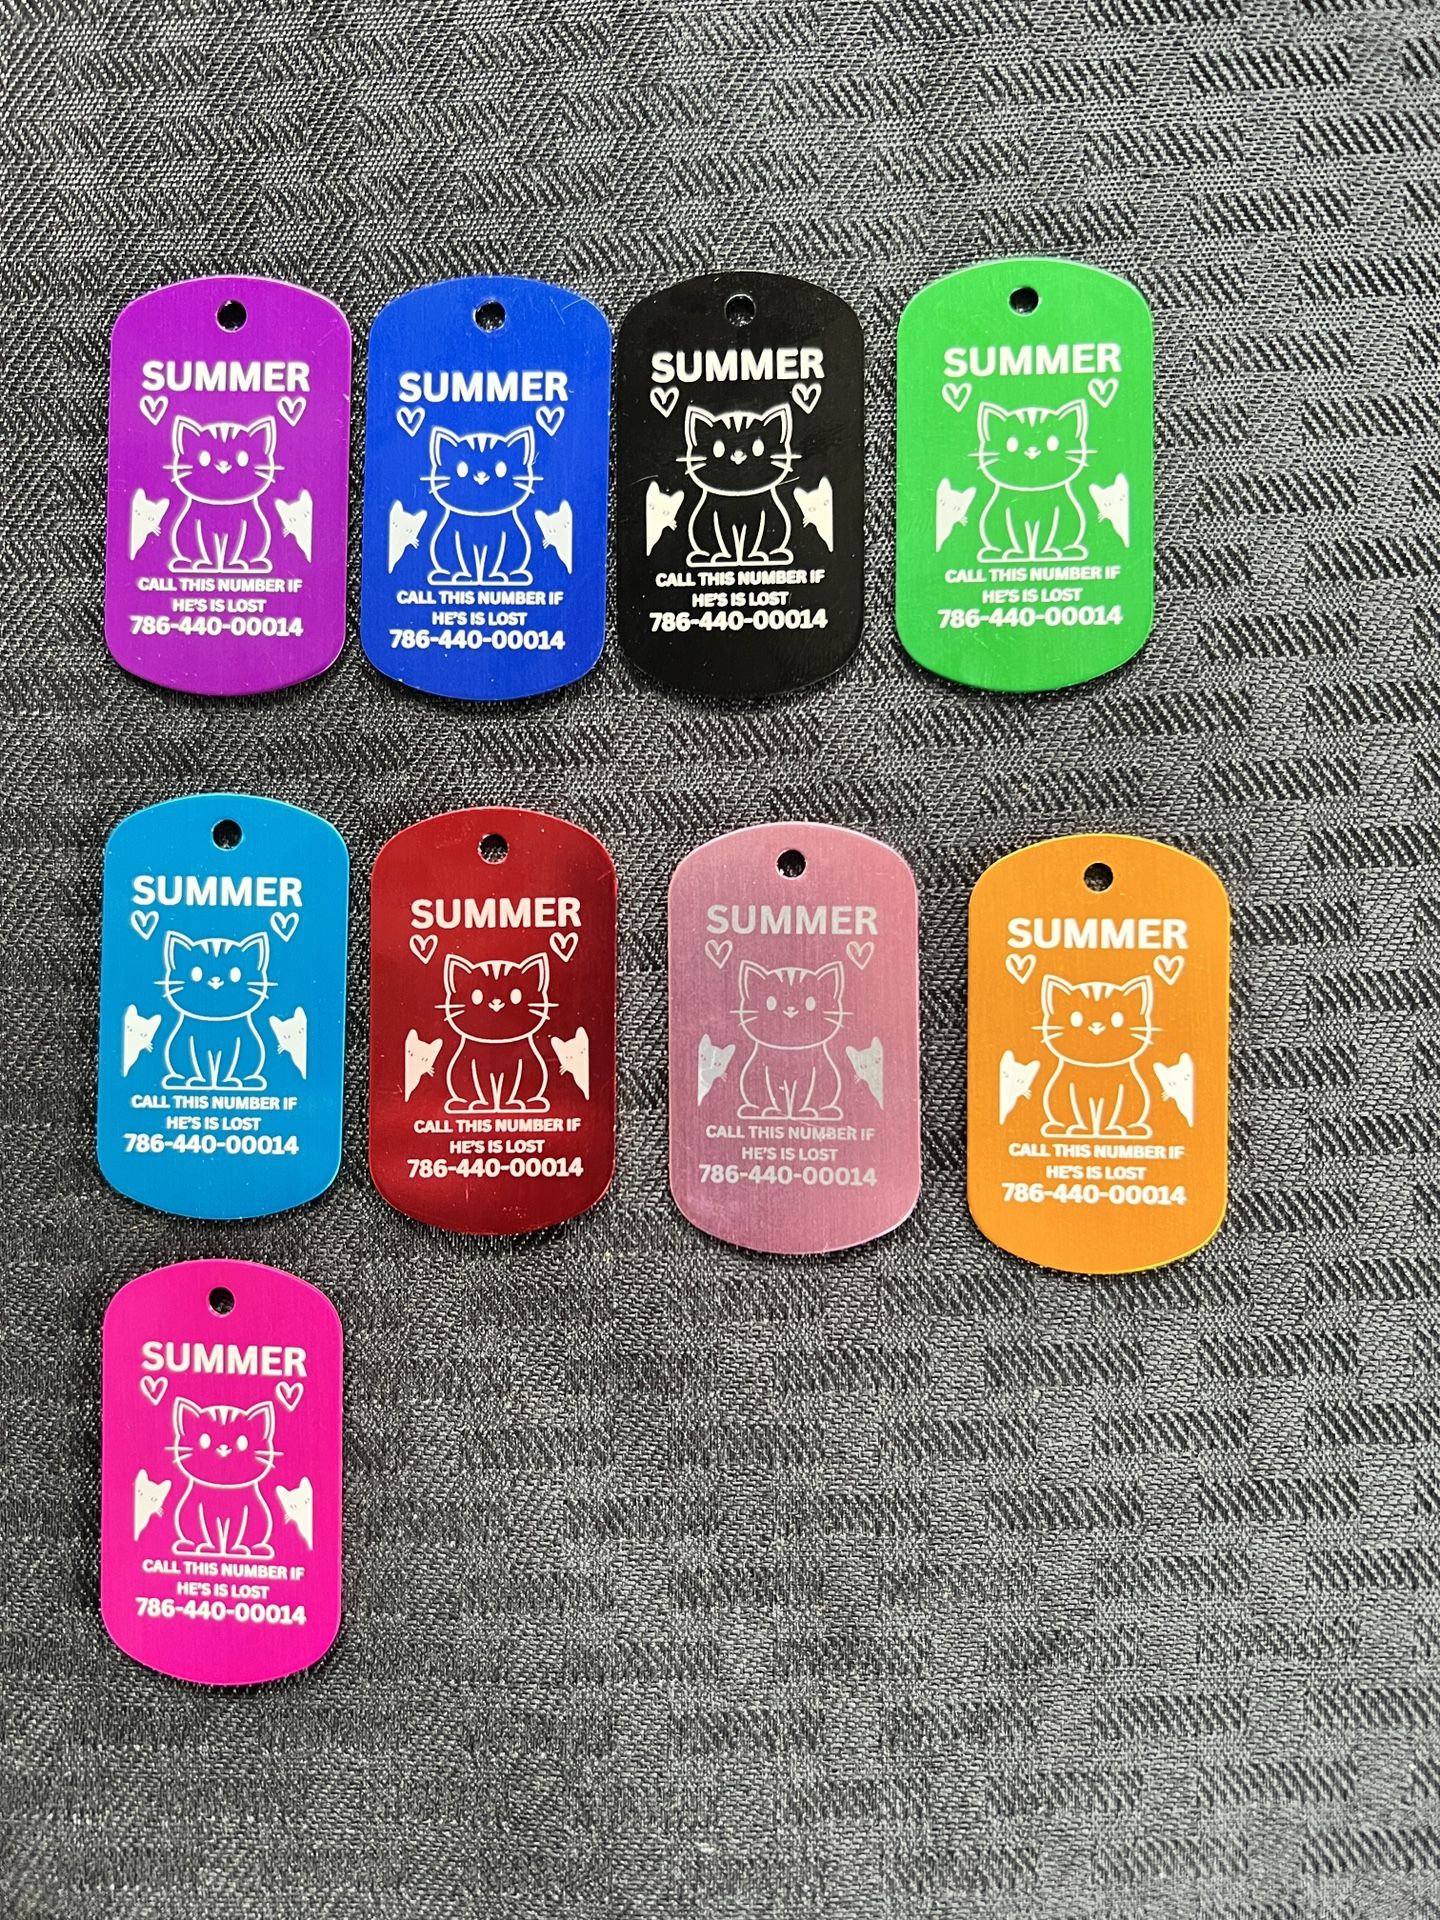 SUMMER
CALL THIS NUMBER IF
HE'S IS LOST
786-440-00014
SUMMER
CALL THIS NUMBER IF
HE'S IS LOST
786-440-00014
SUMMER
CALL THIS NUMBER IF
HE'S IS LOST
786-440-00014
SUMMER
CALL THIS NUMBER IF
HE'S IS LOST
786-440-00014
SUMMER
CALL THIS NUMBER IF
HE'S IS LOST
786-440-00014
SUMMER
CALL THIS NUMBER IF
HE'S IS LOST
786-440-00014
SUMMER
CALL THIS NUMBER IF
HE'S IS LOST
786-440-00014
SUMMER
CALL THIS NUMBER IF
HE'S IS LOST
786-440-00014
SUMMER
CALL THIS NUMBER IF
HE'S IS LOST
786-440-00014